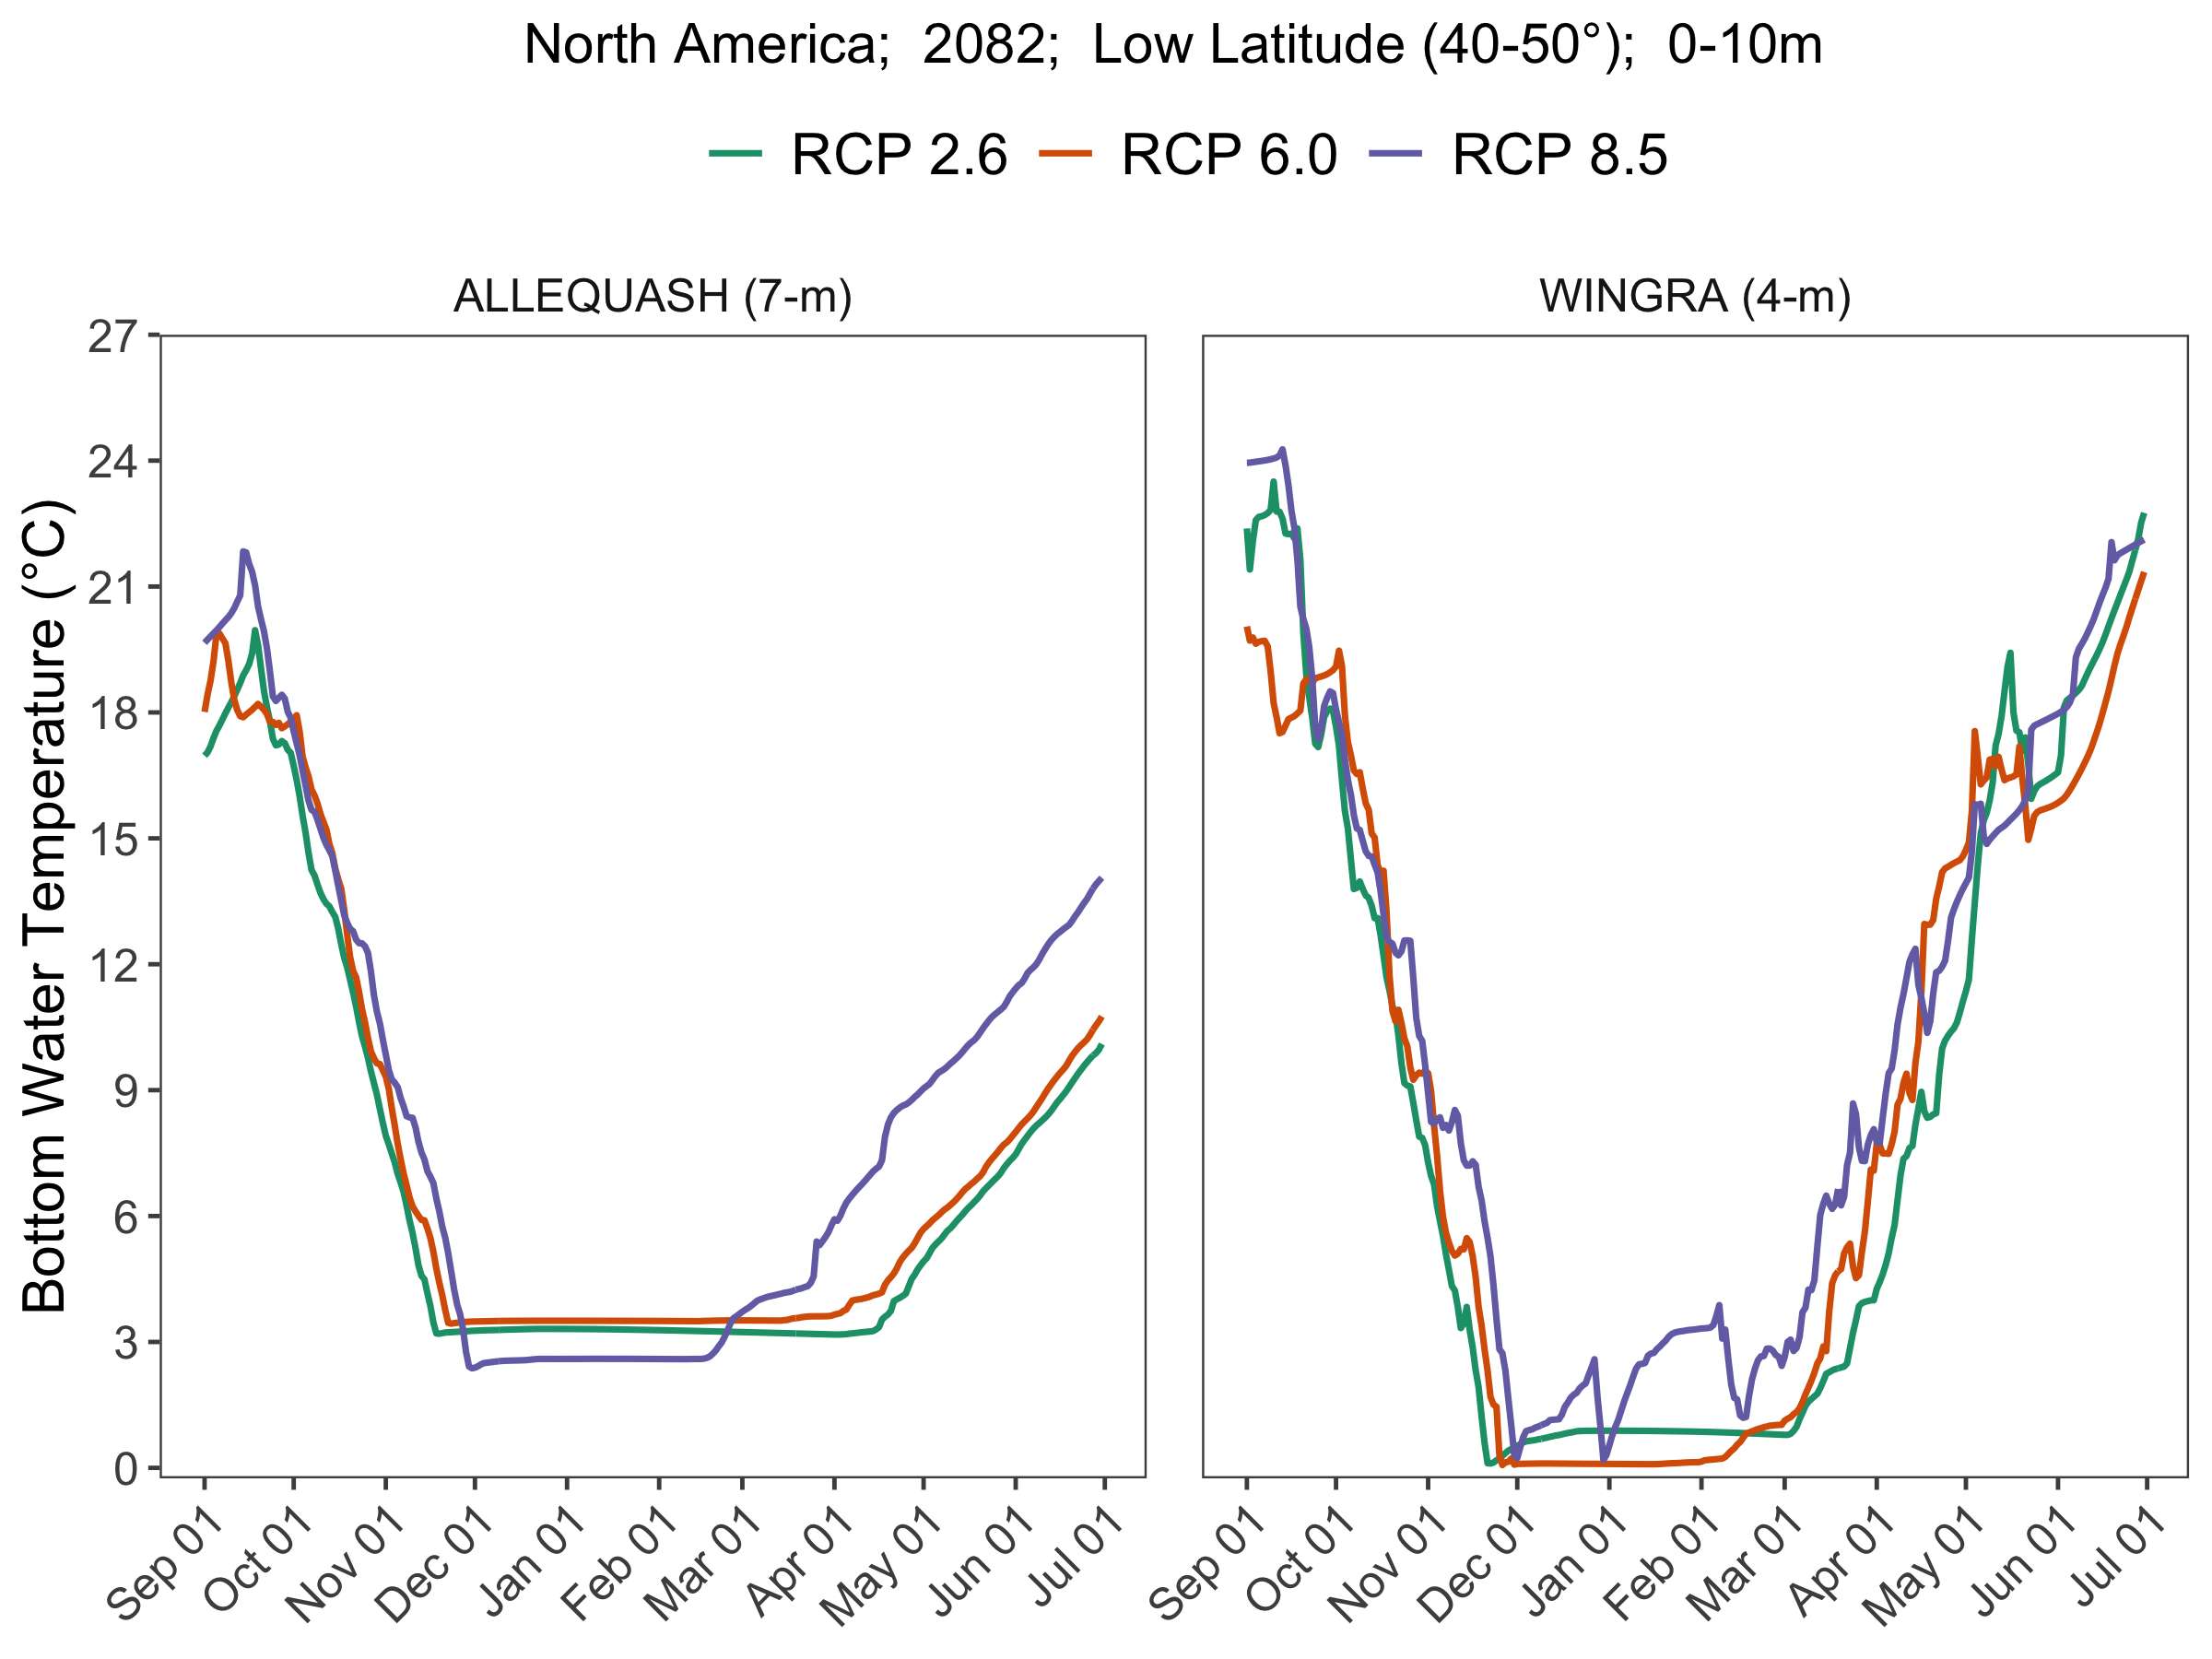 North America;  2082;  Low Latitude (40-50°);  0-10m
RCP 2.6 RCP 6.0 RCP 8.5
ALLEQUASH (7-m) WINGRA (4-m)
Bottom Water Temperature (°C)
27
24
21
18
15
12
9
6
3
0
Sep 01 Oct 01 Nov 01 Dec 01 Jan 01 Feb 01 Mar 01 Apr 01 May 01 Jun 01 Jul 01
Sep 01 Oct 01 Nov 01 Dec 01 Jan 01 Feb 01 Mar 01 Apr 01 May 01 Jun 01 Jul 01